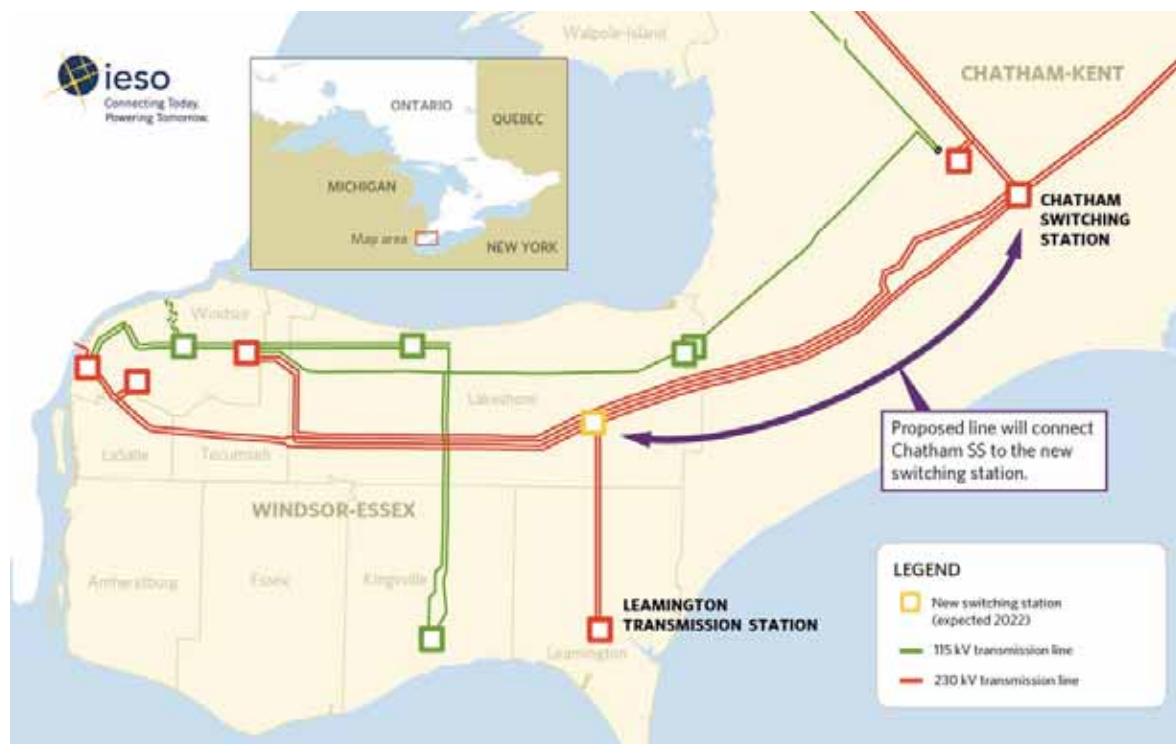 ieso
Connecting Today.
Powering Tomorrow.
ONTARIO
QUEBEC
MICHIGAN
Map area
NEW YORK
Walpole-Island
CHATHAM-KENT
CHATHAM
SWITCHING
STATION
Windsor
Lakeshore
LaSalle
Tecumseh
WINDSOR-ESSEX
Amherstburg
Essex
Kingsville
Leamington
LEAMINGTON
TRANSMISSION STATION
Proposed line will connect
Chatham SS to the new
switching station.
LEGEND
New switching station
(expected 2022)
115 kV transmission line
230 kV transmission line